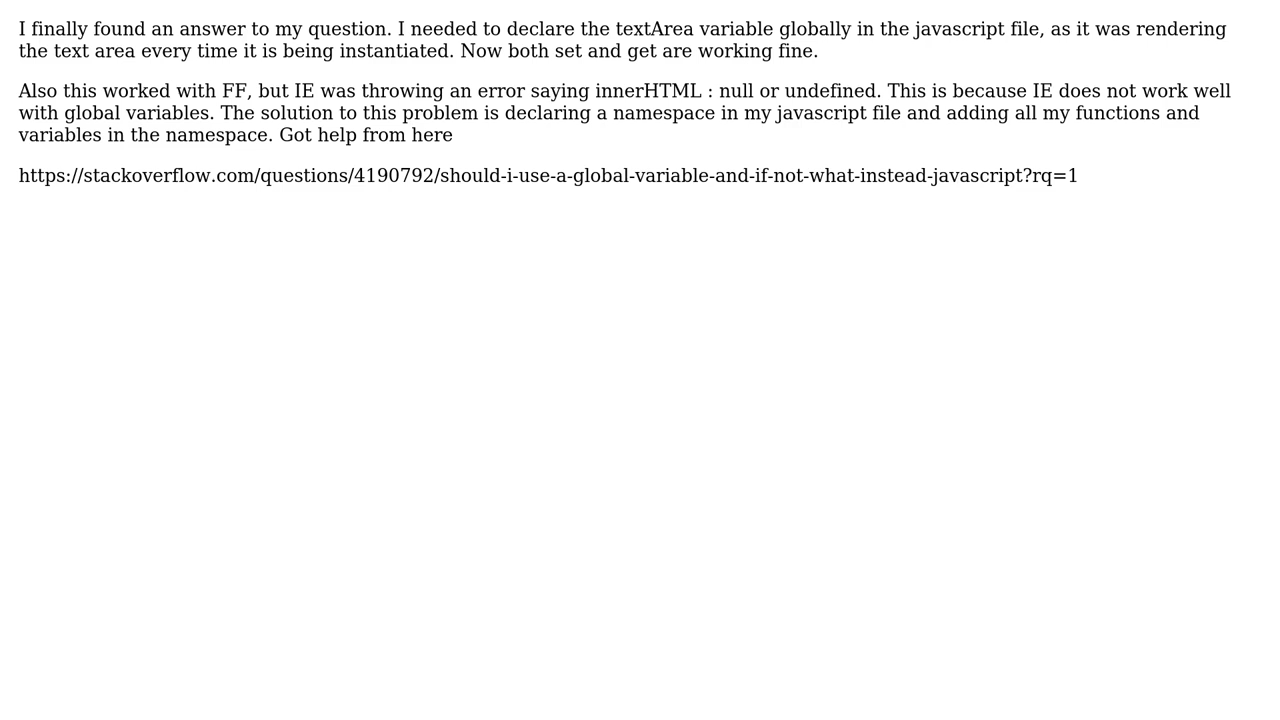 I finally found an answer to my question. I needed to declare the textArea variable globally in the javascript file, as it was rendering
the text area every time it is being instantiated. Now both set and get are working fine.
Also this worked with FF, but IE was throwing an error saying innerHTML : null or undefined. This is because IE does not work well
with global variables. The solution to this problem is declaring a namespace in my javascript file and adding all my functions and
variables in the namespace. Got help from here
https://stackoverflow.com/questions/4190792/should-i-use-a-global-variable-and-if-not-what-instead-javascript?rq=1